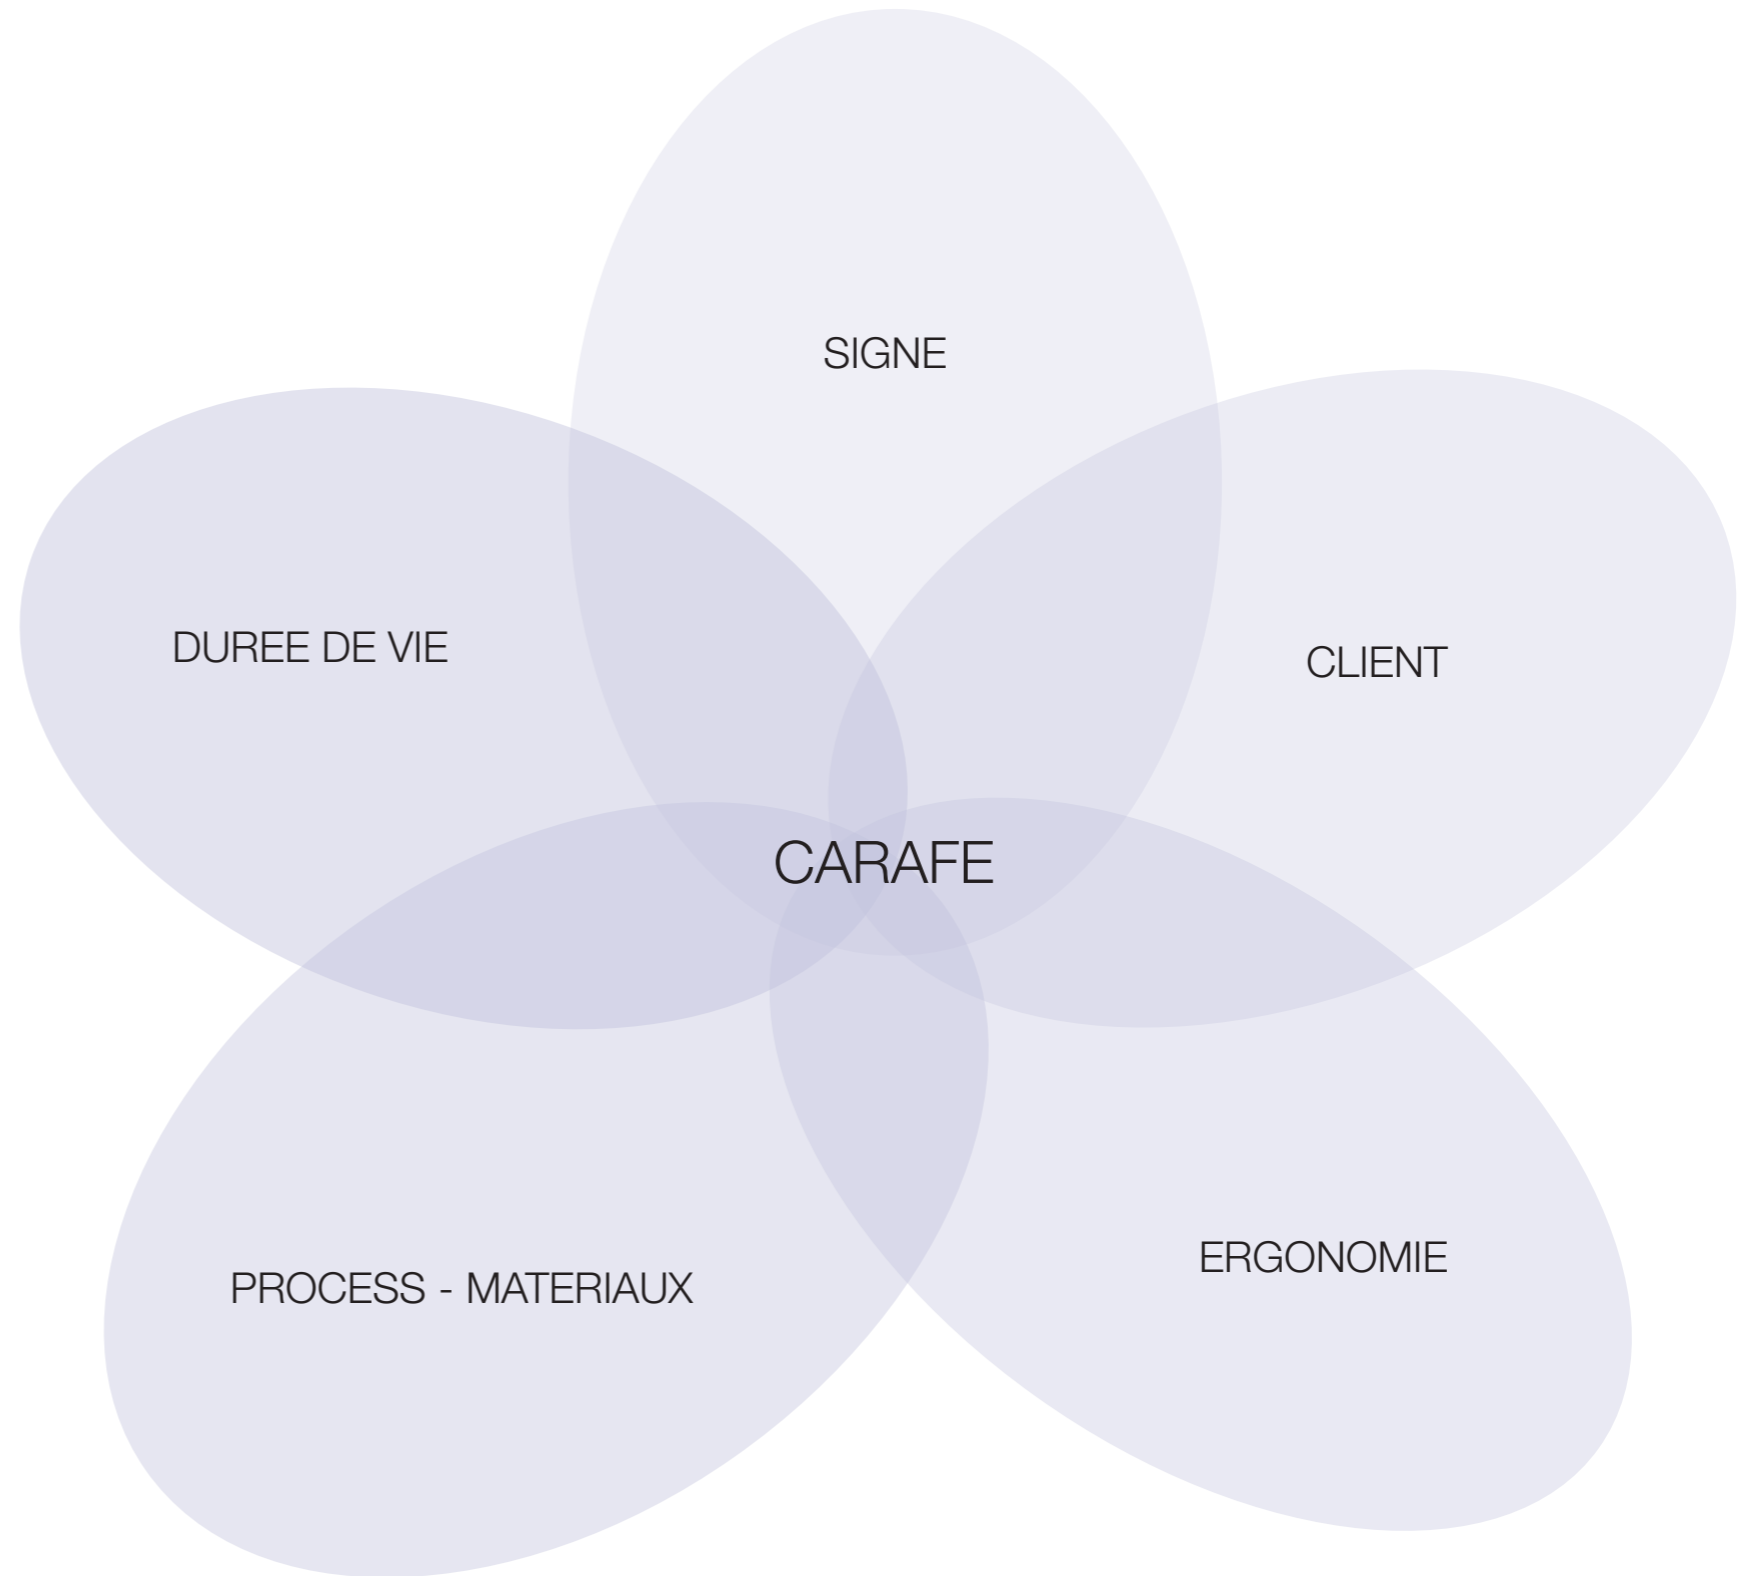 SIGNE
DUREE DE VIE
CLIENT
CARAFE
ERGONOMIE
PROCESS - MATERIAUX